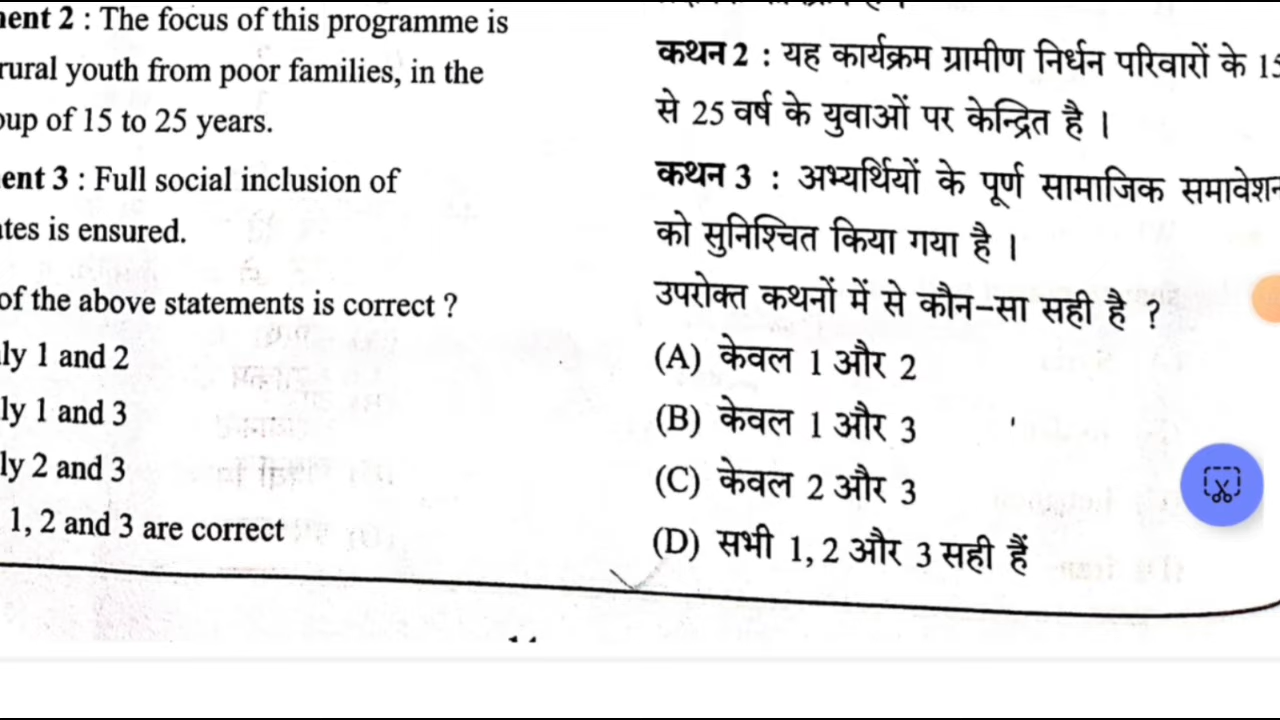 ent 2 : The focus of this programme is
rural youth from poor families, in the
oup of 15 to 25 years.
ent 3 : Full social inclusion of
ates is ensured.
of the above statements is correct ?
ly 1 and 2
ly 1 and 3
ly 2 and 3
1, 2 and 3 are correct
कथन 2 : यह कार्यक्रम ग्रामीण निर्धन परिवारों के 15
से 25 वर्ष के युवाओं पर केन्द्रित है ।
कथन 3 : अभ्यर्थियों के पूर्ण सामाजिक समावेशन
को सुनिश्चित किया गया है ।
उपरोक्त कथनों में से कौन-सा सही है ?
(A) केवल 1 और 2
(B) केवल 1 और 3
(C) केवल 2 और 3
(D) सभी 1, 2 और 3 सही हैं